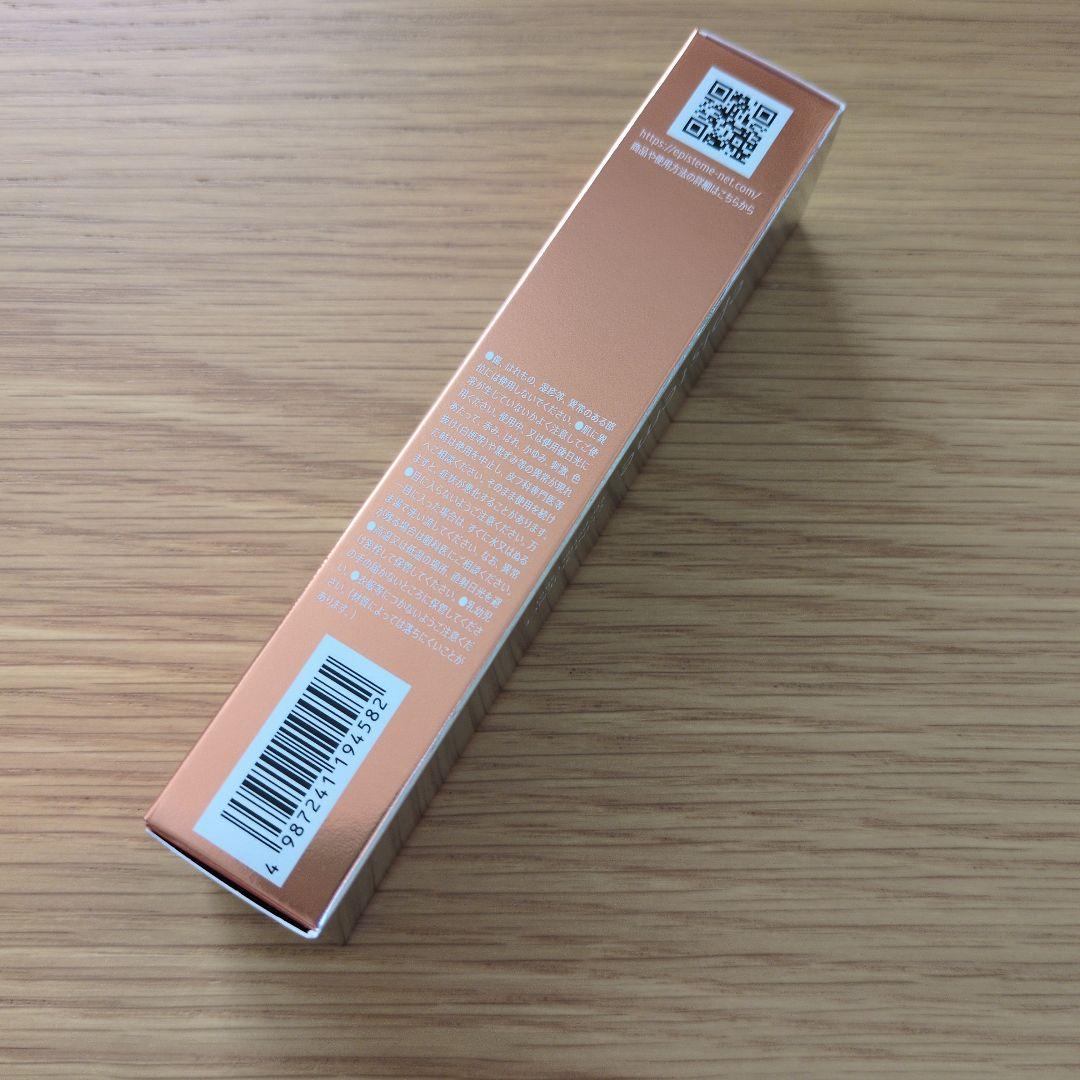 https://episteme-net.com/
商品や使用方法の詳細はこちらから
●傷、はれもの、湿疹等、異常のある部
位には使用しないでください。●肌に異
常が生じていないかよく注意してご使
用ください。使用中、又は使用後日光に
あたって、赤み、はれ、かゆみ、刺激、色
抜け(白斑等)や黒ずみ等の異常が現れ
た時は使用を中止し、皮フ科専門医等
へご相談ください。そのまま使用を続け
ますと、症状が悪化することがあります。
●目に入らないようご注意ください。万
一目に入った場合は、すぐに水又はぬる
ま湯で洗い流してください。なお、異常
が残る場合は眼科医にご相談ください。
●高温又は低温の場所、直射日光を避
け密栓して保管してください。●乳幼児
の手の届かないところに保管してくださ
い。●衣服等につかないようご注意くだ
さい。(材質によっては落ちにくいことが
あります。)
4 987241 194582